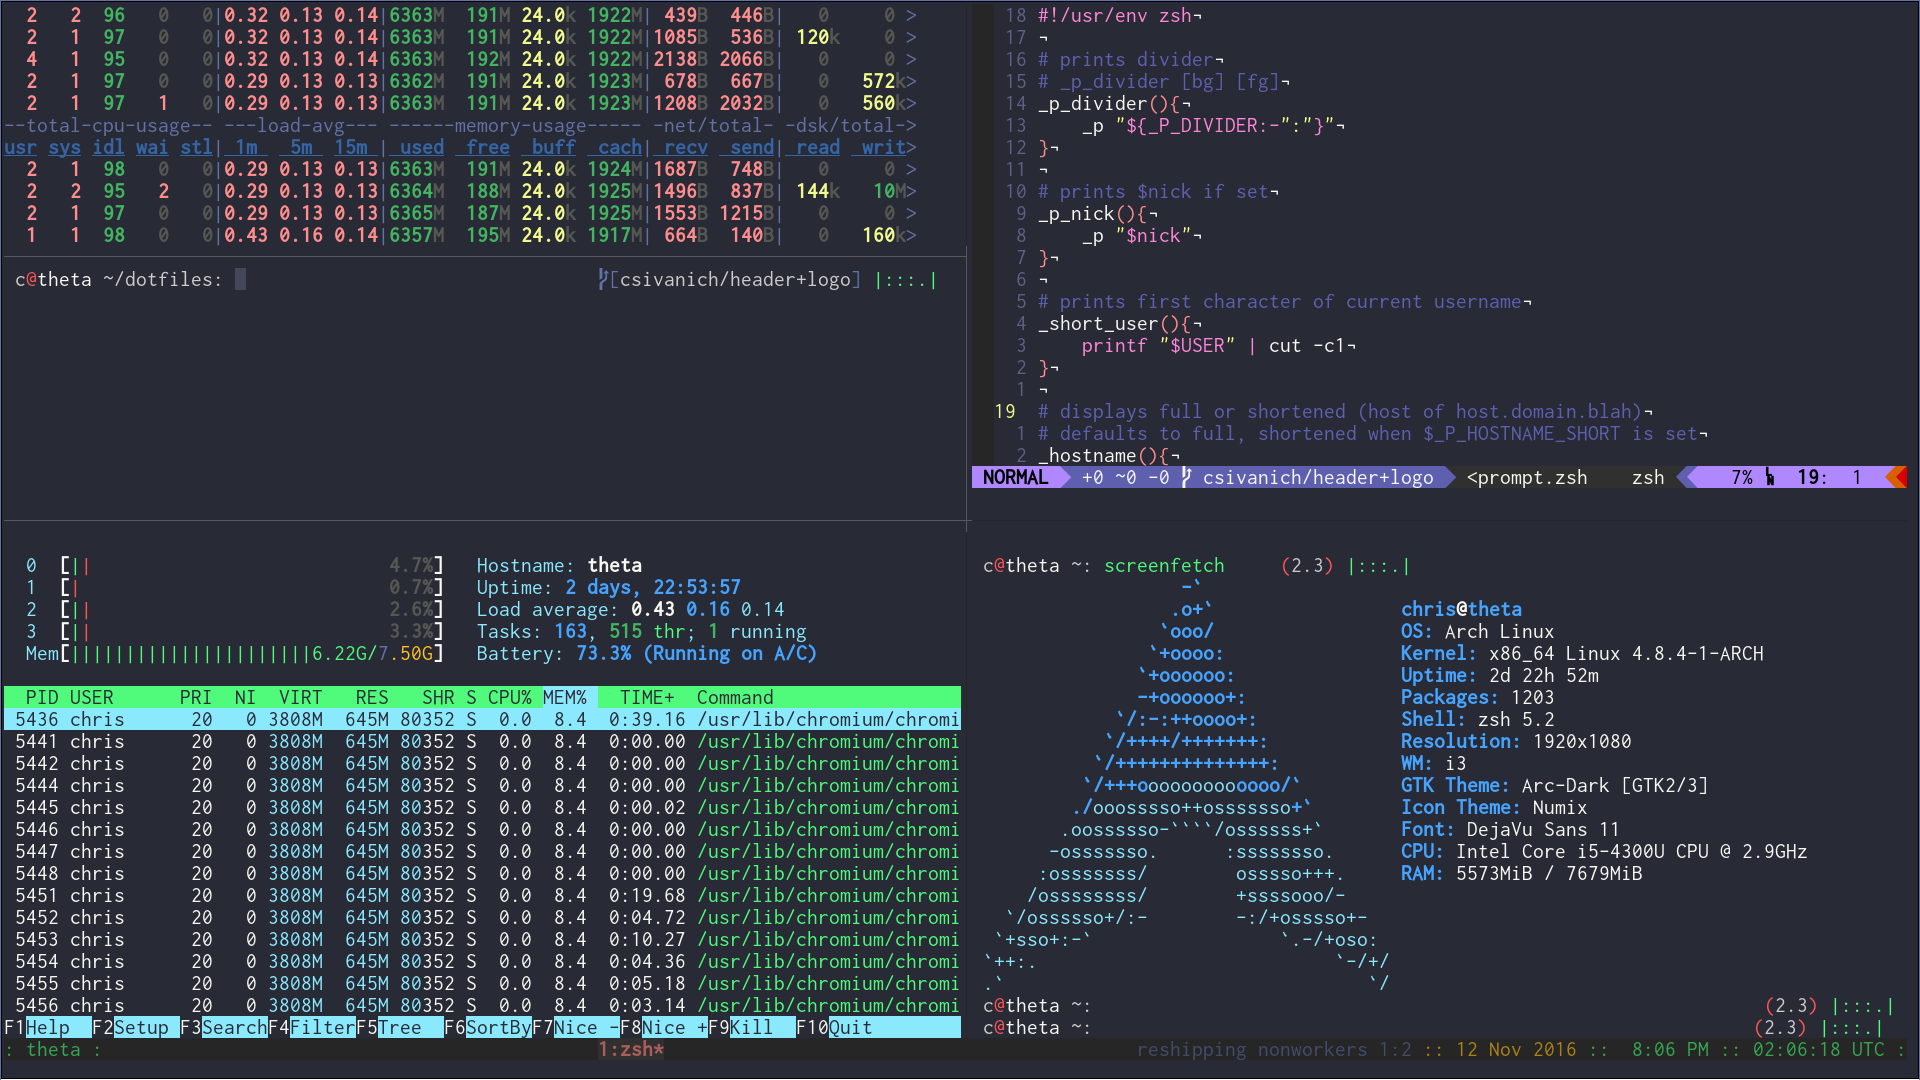 2 2 96 0 0|0.32 0.13 0.14|6363M 191M 24.0k 1922M| 439B 446B| 0 0 >
2 1 97 0 0|0.32 0.13 0.14|6363M 191M 24.0k 1922M|1085B 536B| 120k 0 >
4 1 95 0 0|0.32 0.13 0.14|6363M 192M 24.0k 1922M|2138B 2066B| 0 0 >
2 1 97 0 0|0.29 0.13 0.13|6362M 191M 24.0k 1923M| 678B 667B| 0 572k>
2 1 97 1 0|0.29 0.13 0.13|6363M 191M 24.0k 1923M|1208B 2032B| 0 560k>
--total-cpu-usage-- ---load-avg--- ------memory-usage----- -net/total- -dsk/total->
usr sys idl wai stl| 1m 5m 15m | used free buff cach| recv send| read writ>
2 1 98 0 0|0.29 0.13 0.13|6363M 191M 24.0k 1924M|1687B 748B| 0 0 >
2 2 95 2 0|0.29 0.13 0.13|6364M 188M 24.0k 1925M|1496B 837B| 144k 10M>
2 1 97 0 0|0.29 0.13 0.13|6365M 187M 24.0k 1925M|1553B 1215B| 0 0 >
1 1 98 0 0|0.43 0.16 0.14|6357M 195M 24.0k 1917M| 664B 140B| 0 160k>
c@theta ~/dotfiles: [csivanich/header+logo] |:::.|
18 #!/usr/env zsh¬
17 ¬
16 # prints divider¬
15 # _p_divider [bg] [fg]¬
14 _p_divider(){¬
13 _p "${_P_DIVIDER:-":"}"¬
12 }¬
11 ¬
10 # prints $nick if set¬
9 _p_nick(){¬
8 _p "$nick"¬
7 }¬
6 ¬
5 # prints first character of current username¬
4 _short_user(){¬
3 printf "$USER" | cut -c1¬
2 }¬
1 ¬
19 # displays full or shortened (host of host.domain.blah)¬
1 # defaults to full, shortened when $_P_HOSTNAME_SHORT is set¬
2 _hostname(){¬
NORMAL +0 ~0 -0 csivanich/header+logo <prompt.zsh zsh 7% 19: 1
0 [|| 4.7%] Hostname: theta
1 [| 0.7%] Uptime: 2 days, 22:53:57
2 [|| 2.6%] Load average: 0.43 0.16 0.14
3 [|| 3.3%] Tasks: 163, 515 thr; 1 running
Mem[||||||||||||||||||||||6.22G/7.50G] Battery: 73.3% (Running on A/C)
PID USER PRI NI VIRT RES SHR S CPU% MEM% TIME+ Command
5436 chris 20 0 3808M 645M 80352 S 0.0 8.4 0:39.16 /usr/lib/chromium/chromi
5441 chris 20 0 3808M 645M 80352 S 0.0 8.4 0:00.00 /usr/lib/chromium/chromi
5442 chris 20 0 3808M 645M 80352 S 0.0 8.4 0:00.00 /usr/lib/chromium/chromi
5444 chris 20 0 3808M 645M 80352 S 0.0 8.4 0:00.00 /usr/lib/chromium/chromi
5445 chris 20 0 3808M 645M 80352 S 0.0 8.4 0:00.02 /usr/lib/chromium/chromi
5446 chris 20 0 3808M 645M 80352 S 0.0 8.4 0:00.00 /usr/lib/chromium/chromi
5447 chris 20 0 3808M 645M 80352 S 0.0 8.4 0:00.00 /usr/lib/chromium/chromi
5448 chris 20 0 3808M 645M 80352 S 0.0 8.4 0:00.00 /usr/lib/chromium/chromi
5451 chris 20 0 3808M 645M 80352 S 0.0 8.4 0:19.68 /usr/lib/chromium/chromi
5452 chris 20 0 3808M 645M 80352 S 0.0 8.4 0:04.72 /usr/lib/chromium/chromi
5453 chris 20 0 3808M 645M 80352 S 0.0 8.4 0:10.27 /usr/lib/chromium/chromi
5454 chris 20 0 3808M 645M 80352 S 0.0 8.4 0:04.36 /usr/lib/chromium/chromi
5455 chris 20 0 3808M 645M 80352 S 0.0 8.4 0:05.18 /usr/lib/chromium/chromi
5456 chris 20 0 3808M 645M 80352 S 0.0 8.4 0:03.14 /usr/lib/chromium/chromi
F1Help F2Setup F3SearchF4FilterF5Tree F6SortByF7Nice -F8Nice +F9Kill F10Quit
c@theta ~: screenfetch (2.3) |:::.|
-`
.o+` chris@theta
`ooo/ OS: Arch Linux
`+oooo: Kernel: x86_64 Linux 4.8.4-1-ARCH
`+oooooo: Uptime: 2d 22h 52m
-+oooooo+: Packages: 1203
`/:-:++oooo+: Shell: zsh 5.2
`/++++/+++++++: Resolution: 1920x1080
`/++++++++++++++: WM: i3
`/+++ooooooooooooo/` GTK Theme: Arc-Dark [GTK2/3]
./ooosssso++osssssso+` Icon Theme: Numix
.oossssso-````/ossssss+` Font: DejaVu Sans 11
-osssssso. :ssssssso. CPU: Intel Core i5-4300U CPU @ 2.9GHz
:osssssss/ osssso+++. RAM: 5573MiB / 7679MiB
/ossssssss/ +ssssooo/-
`/ossssso+/:- -:/+osssso+-
`+sso+:-` `.-/+oso:
`++:. `-/+/
.` `/
c@theta ~: (2.3) |:::.|
c@theta ~: (2.3) |:::.|
: theta : 1:zsh* reshipping nonworkers 1:2 :: 12 Nov 2016 :: 8:06 PM :: 02:06:18 UTC :